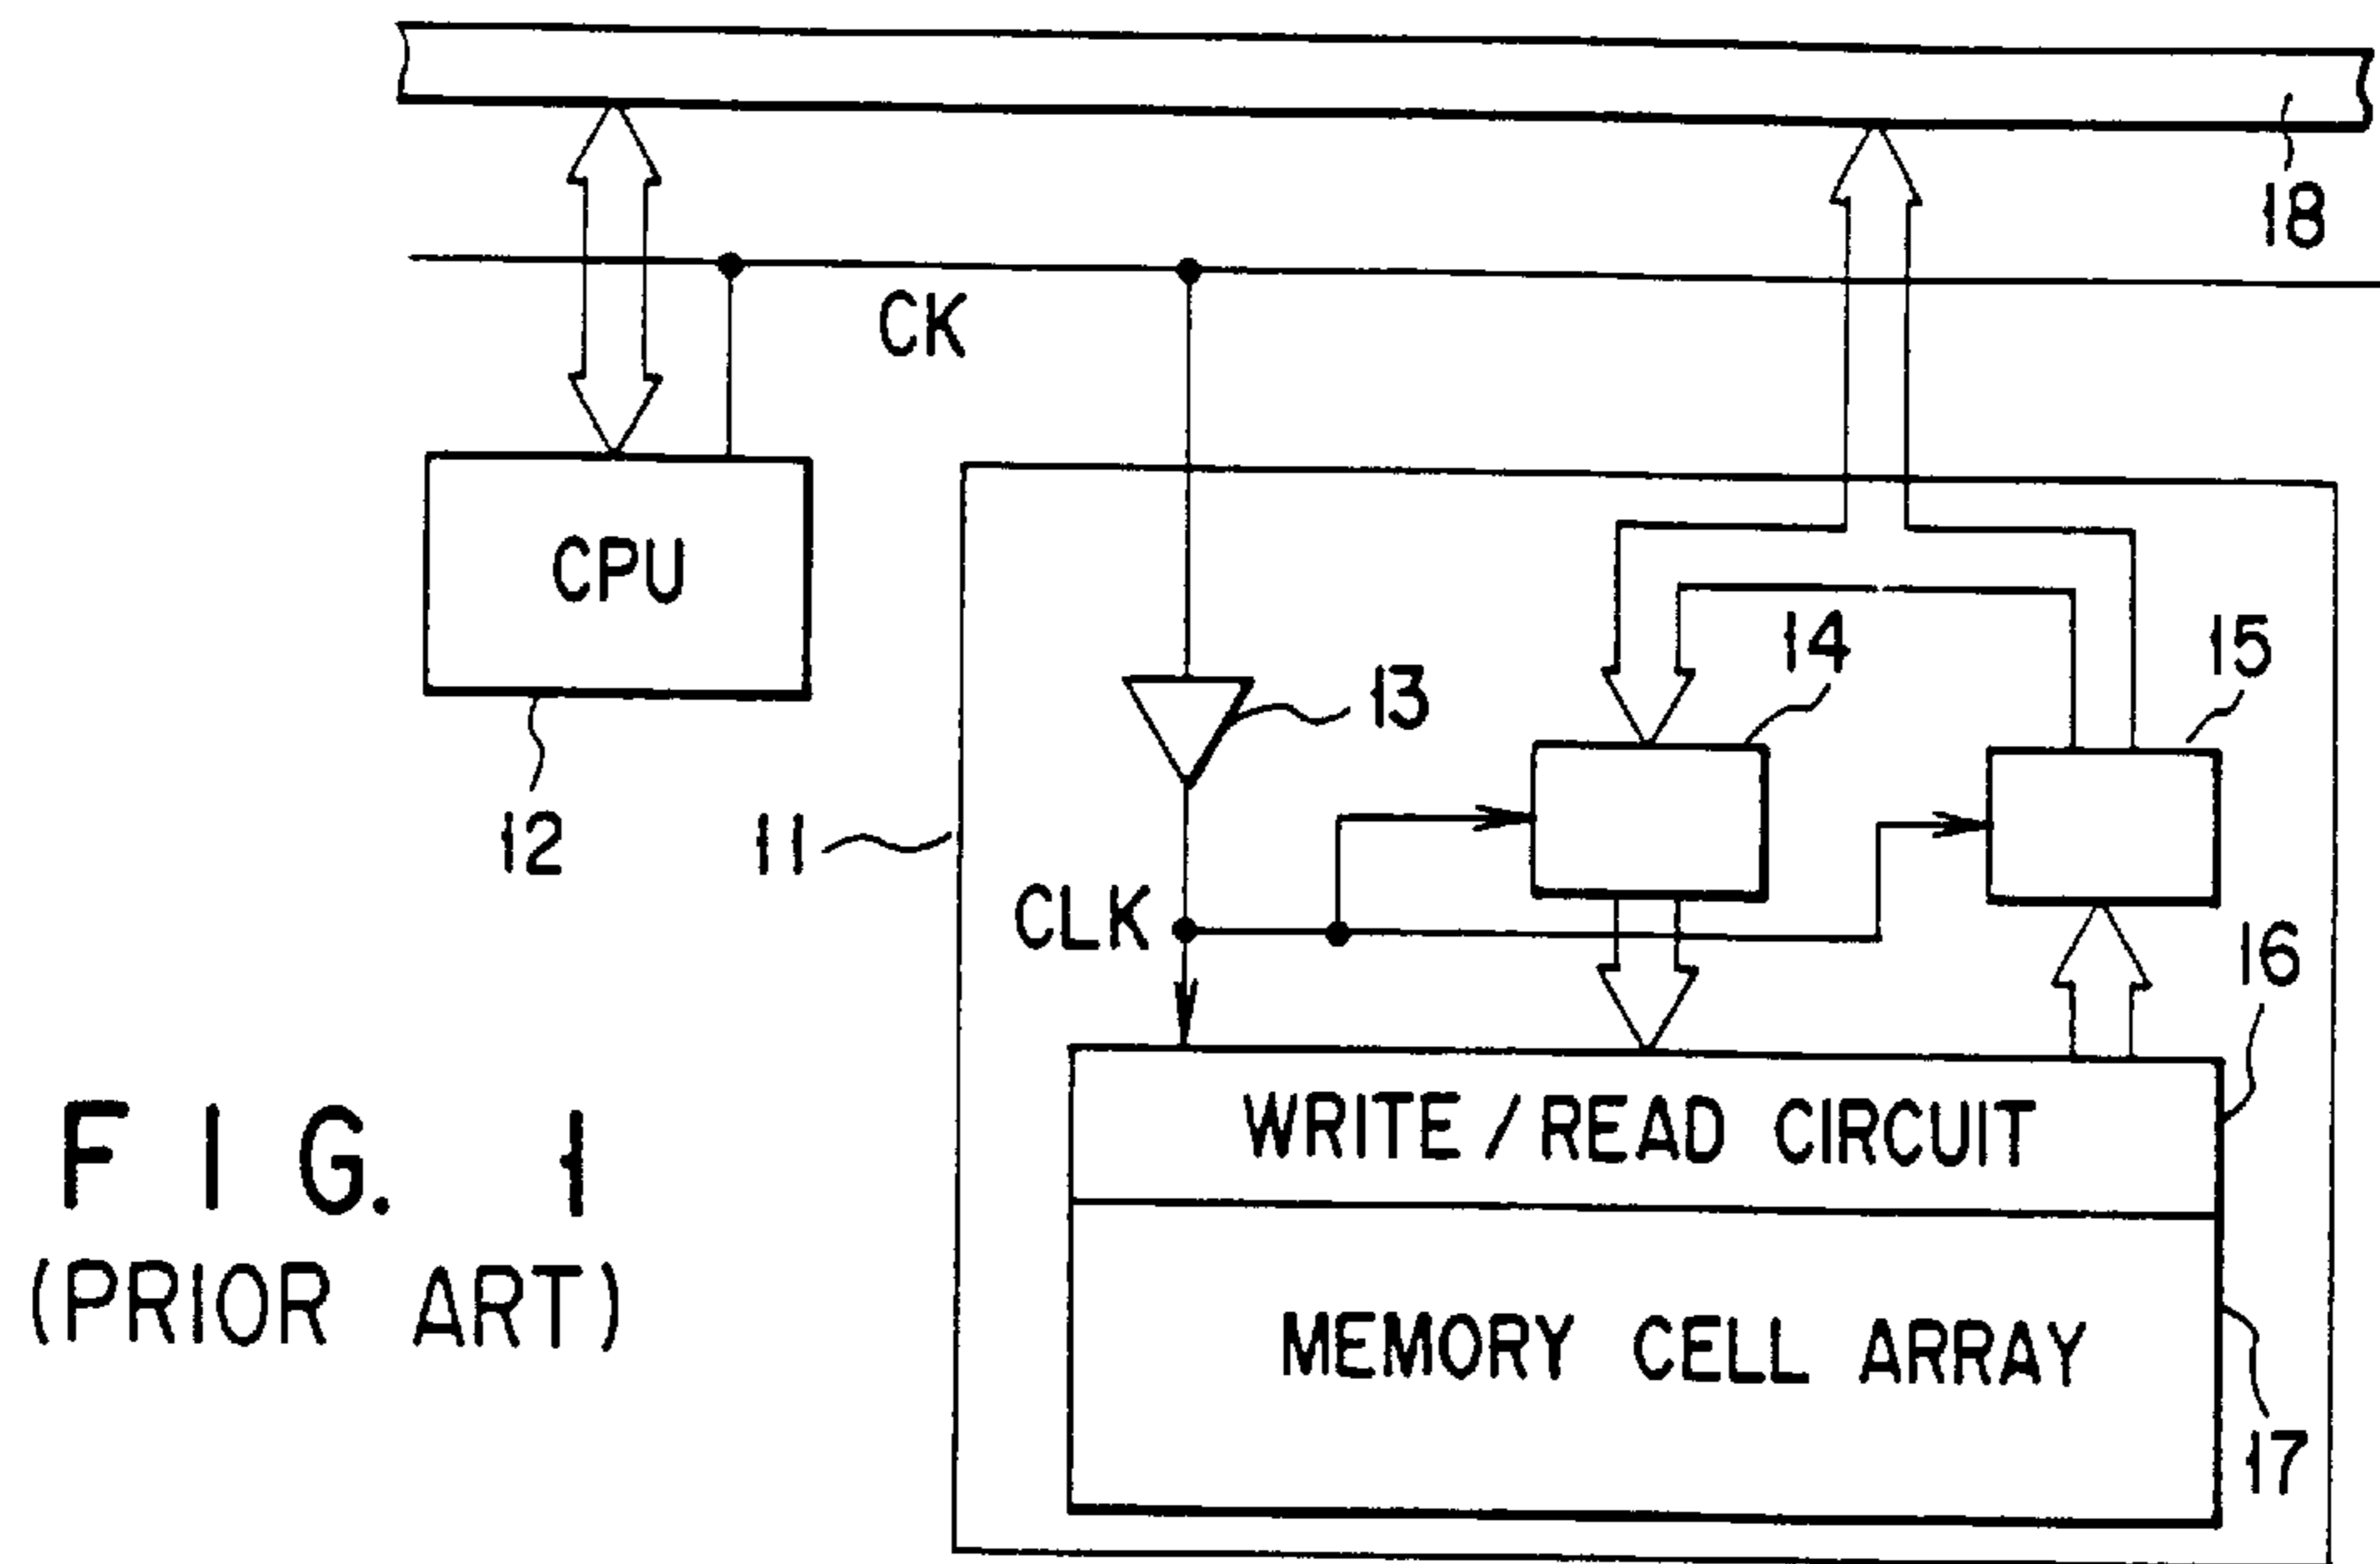 18
CK
CPU
14
15
13
12
11
CLK
16
WRITE / READ CIRCUIT
FIG. 1
(PRIOR ART)
MEMORY CELL ARRAY
17